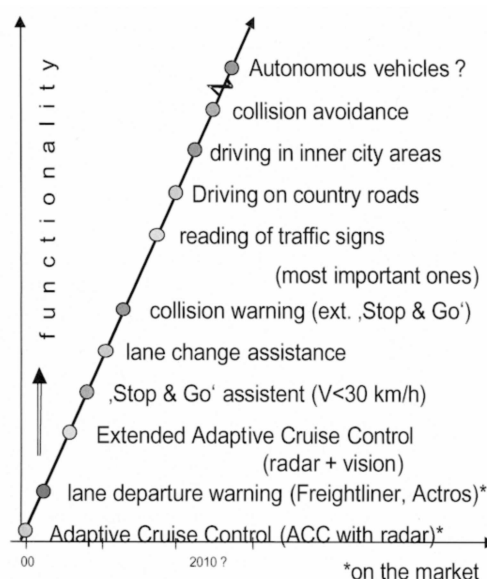 functionality
Autonomous vehicles ?
collision avoidance
driving in inner city areas
Driving on country roads
reading of traffic signs
(most important ones)
collision warning (ext. ‚Stop & Go‘)
lane change assistance
‚Stop & Go‘ assistent (V<30 km/h)
Extended Adaptive Cruise Control
(radar + vision)
lane departure warning (Freightliner, Actros)*
Adaptive Cruise Control (ACC with radar)*
00
2010 ?
*on the market